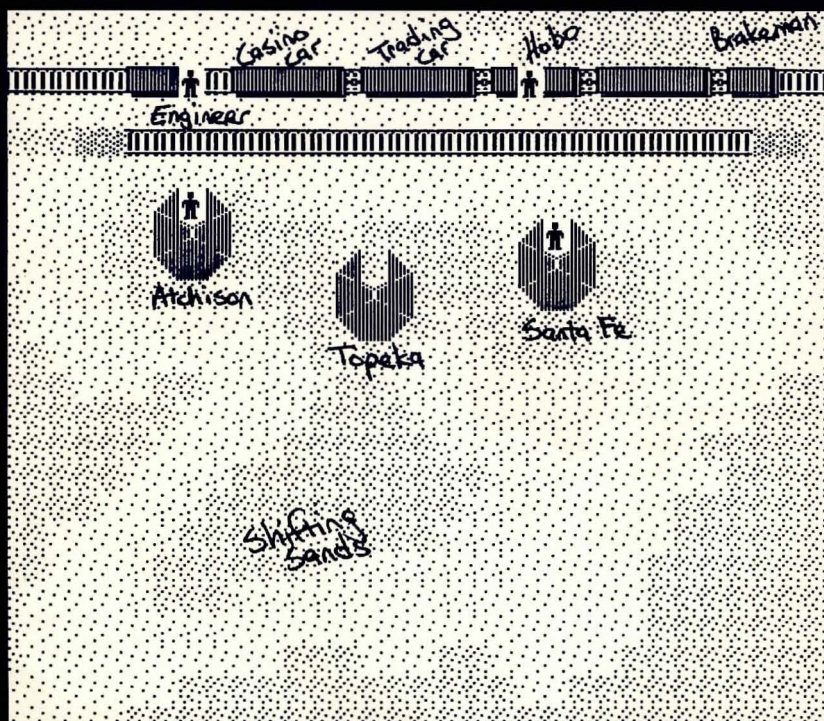 Casino
Car
Trading
Car
Hobo
Brakeman
Engineer
Atchison
Topeka
Santa Fe
Shifting
Sands